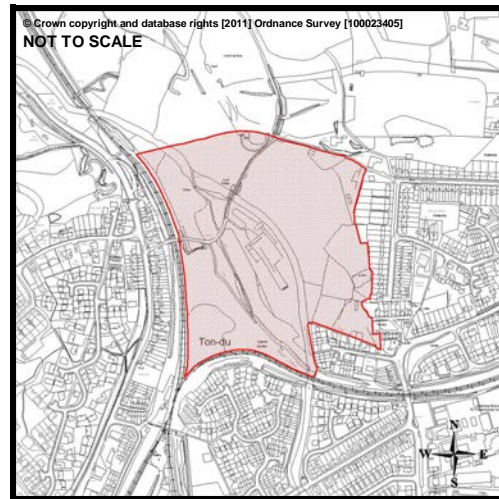 © Crown copyright and database rights [2011] Ordnance Survey [100023405]
NOT TO SCALE
Ton-du
N
W E
S